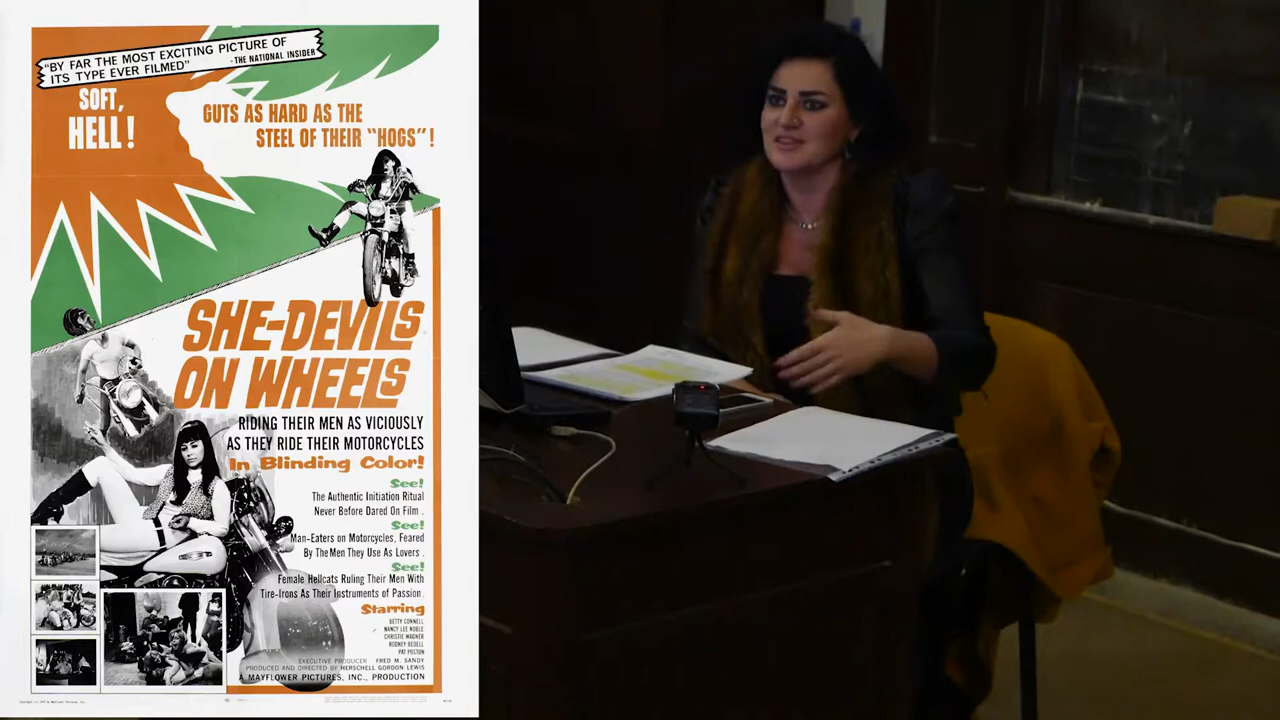 "BY FAR THE MOST EXCITING PICTURE OF
ITS TYPE EVER FILMED" -THE NATIONAL INSIDER
SOFT,
HELL!
GUTS AS HARD AS THE
STEEL OF THEIR "HOGS"!
SHE-DEVILS
ON WHEELS
RIDING THEIR MEN AS VICIOUSLY
AS THEY RIDE THEIR MOTORCYCLES
In Blinding Color!
See!
The Authentic Initiation Ritual
Never Before Dared On Film.
See!
Man-Eaters on Motorcycles, Feared
By The Men They Use As Lovers.
See!
Female Hellcats Ruling Their Men With
Tire-Irons As Their Instruments of Passion.
Starring
BETTY CONNELL
NANCY LEE NOBLE
CHRISTIE WAGNER
RODNEY BEDELL
PAT POSTON
EXECUTIVE PRODUCER FRED M. SANDY
PRODUCED AND DIRECTED BY HERSCHELL GORDON LEWIS
A MAYFLOWER PICTURES, INC., PRODUCTION